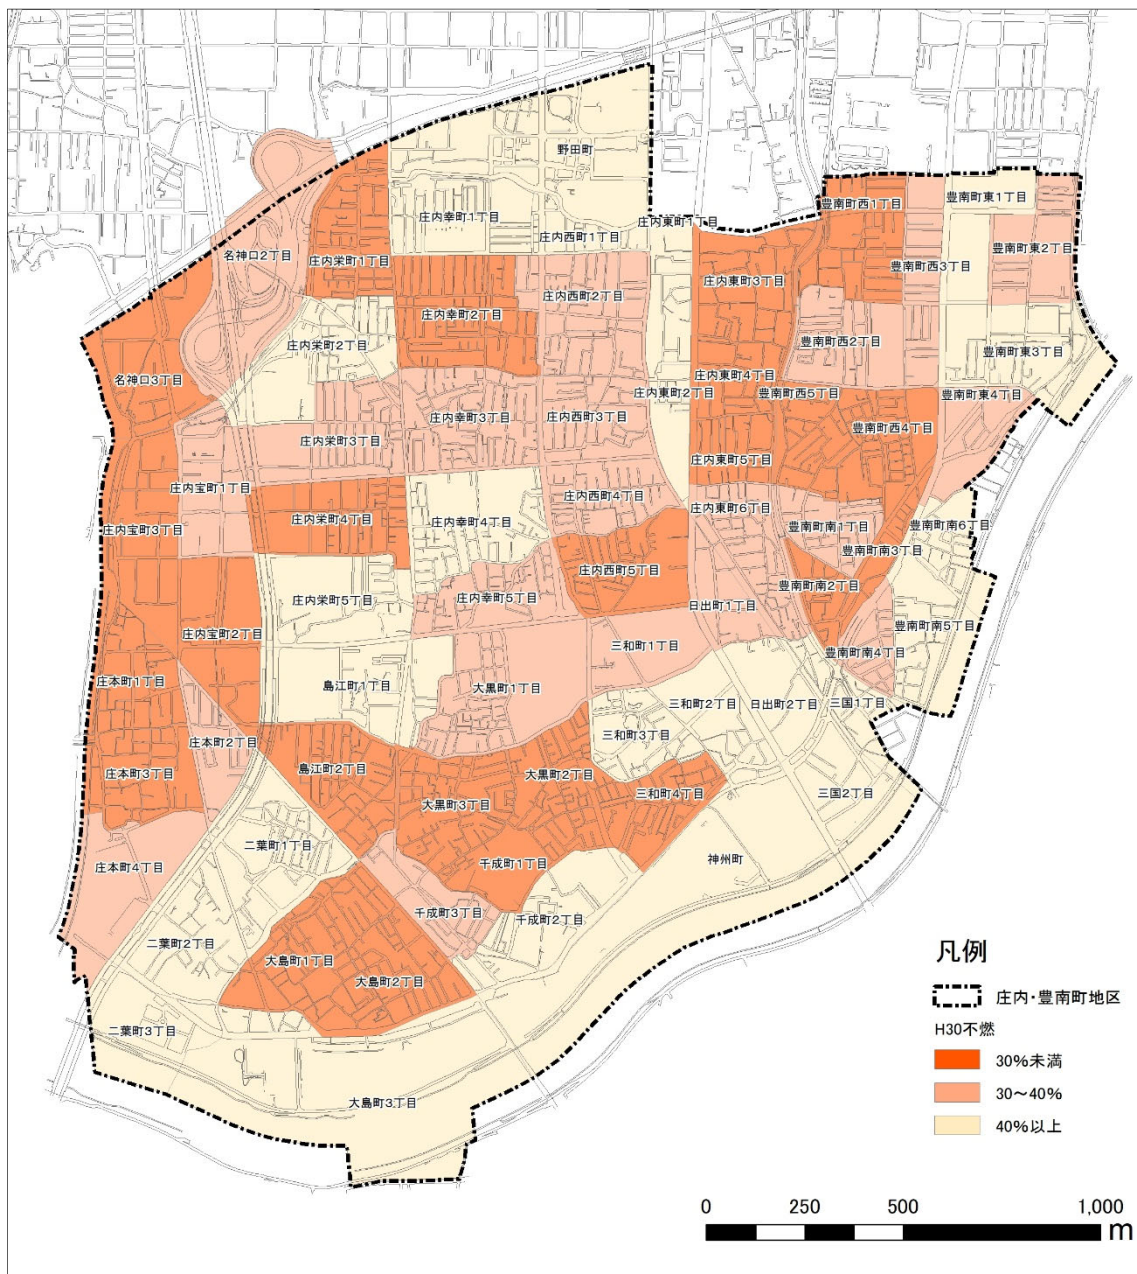 野田町
庄内幸町1丁目
庄内西町1丁目
庄内東町1丁目
豊南町西1丁目
豊南町東1丁目
名神口2丁目
庄内栄町1丁目
庄内東町3丁目
豊南町西3丁目
豊南町東2丁目
庄内西町2丁目
庄内幸町2丁目
庄内栄町2丁目
豊南町西2丁目
豊南町東3丁目
名神口3丁目
庄内東町4丁目
庄内東町2丁目
豊南町西5丁目
豊南町東4丁目
庄内栄町3丁目
庄内幸町3丁目
庄内西町3丁目
豊南町西4丁目
庄内東町5丁目
庄内宝町1丁目
庄内西町4丁目
庄内東町6丁目
庄内宝町3丁目
庄内栄町4丁目
庄内幸町4丁目
豊南町南1丁目
豊南町南6丁目
豊南町南3丁目
庄内西町5丁目
豊南町南2丁目
庄内栄町5丁目
庄内幸町5丁目
日出町1丁目
豊南町南5丁目
庄内宝町2丁目
三和町1丁目
豊南町南4丁目
庄本町1丁目
島江町1丁目
大黒町1丁目
三和町2丁目
日出町2丁目
三国1丁目
庄本町2丁目
三和町3丁目
庄本町3丁目
島江町2丁目
大黒町2丁目
大黒町3丁目
三和町4丁目
三国2丁目
二葉町1丁目
千成町1丁目
神州町
庄本町4丁目
千成町3丁目
千成町2丁目
二葉町2丁目
大島町1丁目
大島町2丁目
二葉町3丁目
大島町3丁目
凡例
庄内・豊南町地区
H30不燃
30%未満
30～40%
40%以上
0 250 500 1,000
m